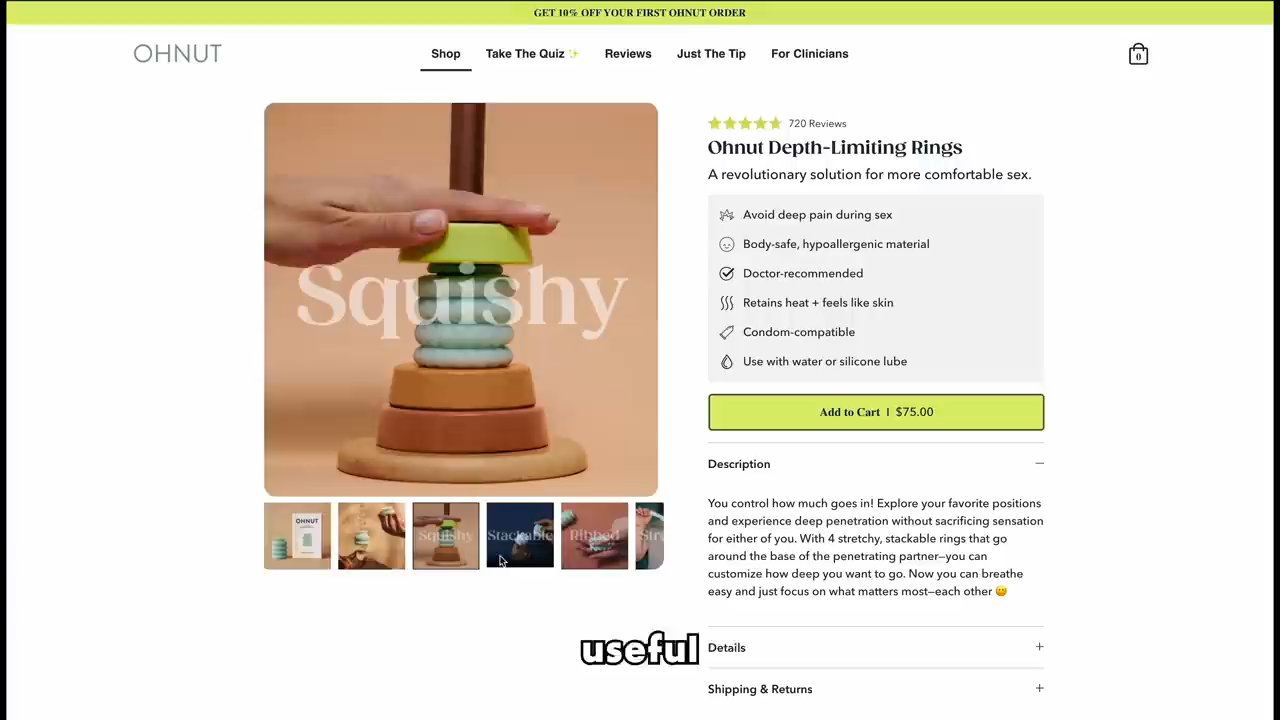 GET 10% OFF YOUR FIRST OHNUT ORDER
OHNUT
Shop
Take The Quiz ✨
Reviews
Just The Tip
For Clinicians
0
720 Reviews
Ohnut Depth-Limiting Rings
A revolutionary solution for more comfortable sex.
Avoid deep pain during sex
Body-safe, hypoallergenic material
Doctor-recommended
Retains heat + feels like skin
Condom-compatible
Use with water or silicone lube
Add to Cart | $75.00
Squishy
OHNUT
Squishy
Stackable
Ribbed
Description
You control how much goes in! Explore your favorite positions
and experience deep penetration without sacrificing sensation
for either of you. With 4 stretchy, stackable rings that go
around the base of the penetrating partner—you can
customize how deep you want to go. Now you can breathe
easy and just focus on what matters most—each other 🙂
useful
Details
Shipping & Returns